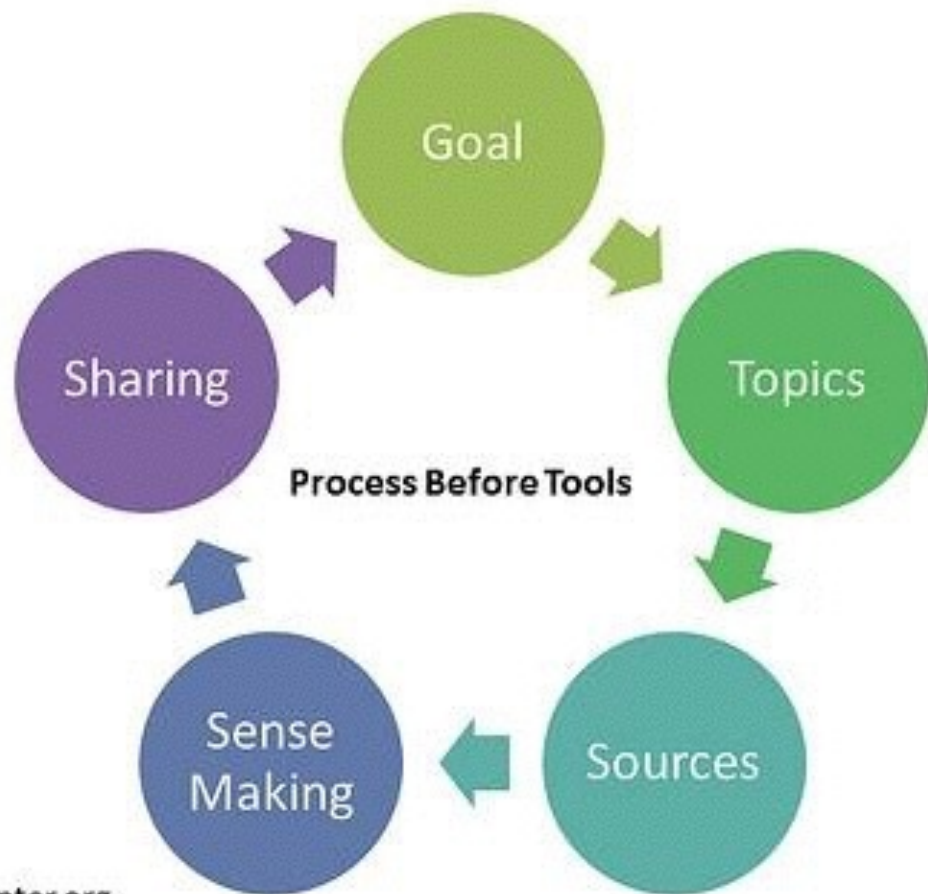 Goal
Topics
Sources
Sense
Making
Sharing
Process Before Tools